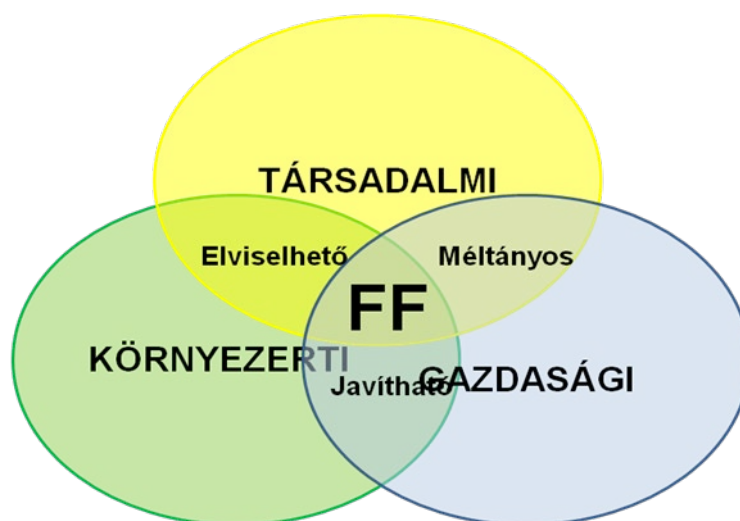 TÁRSADALMI
Elviselhető
Méltányos
FF
KÖRNYEZERTI
Javítható
GAZDASÁGI